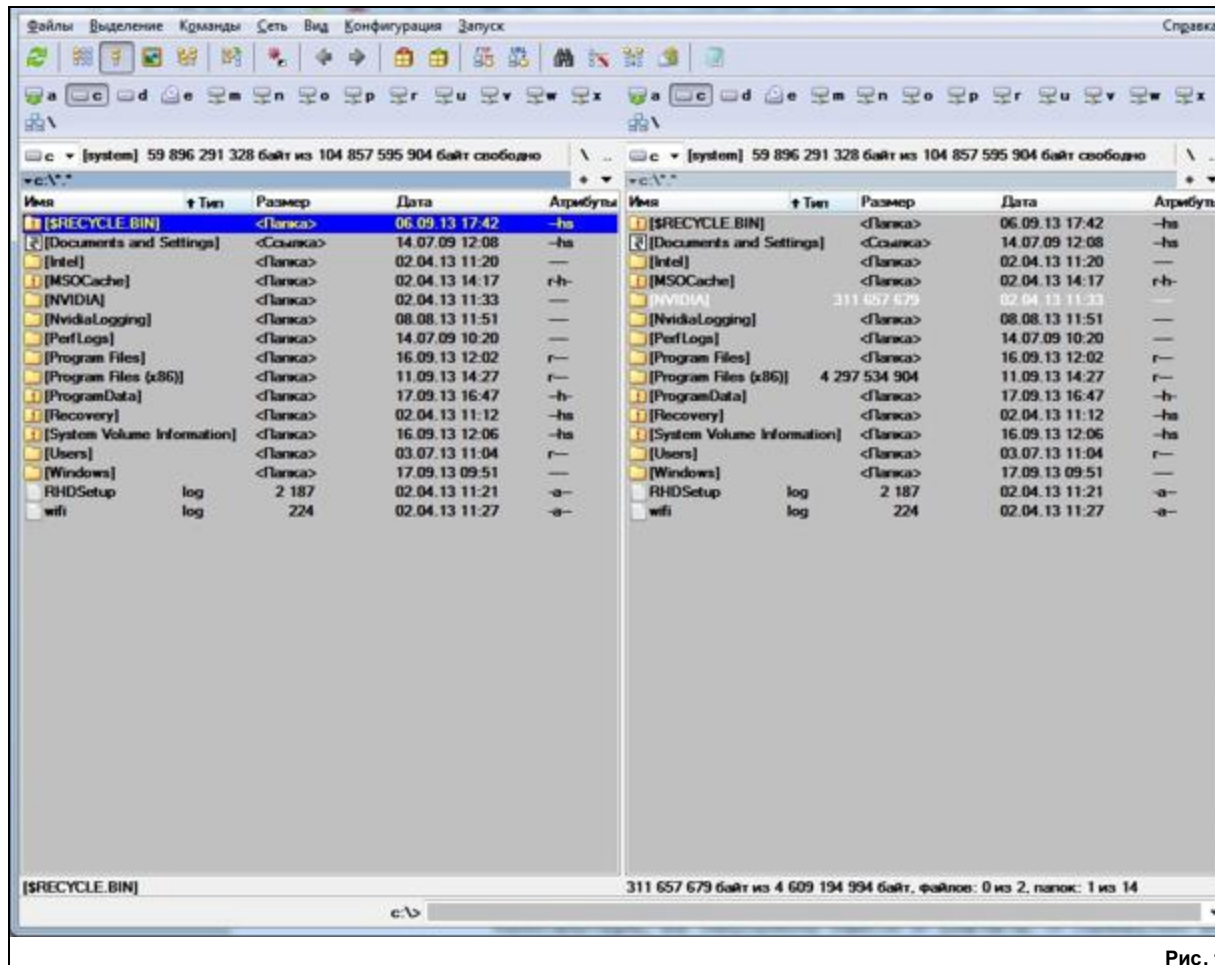 Файлы Выделение Команды Сеть Вид Конфигурация Запуск Справка
a c d e m n o p r u v w x a c d e m n o p r u v w x
\ \
c [system] 59 896 291 328 байт из 104 857 595 904 байт свободно \ .. c [system] 59 896 291 328 байт из 104 857 595 904 байт свободно \ ..
c:\*.* + c:\*.* +
Имя Тип Размер Дата Атрибуты Имя Тип Размер Дата Атрибуты
[$RECYCLE.BIN] <Папка> 06.09.13 17:42 --hs [$RECYCLE.BIN] <Папка> 06.09.13 17:42 --hs
[Documents and Settings] <Ссылка> 14.07.09 12:08 --hs [Documents and Settings] <Ссылка> 14.07.09 12:08 --hs
[Intel] <Папка> 02.04.13 11:20 ---- [Intel] <Папка> 02.04.13 11:20 ----
[MSOCache] <Папка> 02.04.13 14:17 r-h- [MSOCache] <Папка> 02.04.13 14:17 r-h-
[NVIDIA] <Папка> 02.04.13 11:33 ---- [NVIDIA] 311 657 679 02.04.13 11:33 ----
[NvidiaLogging] <Папка> 08.08.13 11:51 ---- [NvidiaLogging] <Папка> 08.08.13 11:51 ----
[PerfLogs] <Папка> 14.07.09 10:20 ---- [PerfLogs] <Папка> 14.07.09 10:20 ----
[Program Files] <Папка> 16.09.13 12:02 r--- [Program Files] <Папка> 16.09.13 12:02 r---
[Program Files (x86)] <Папка> 11.09.13 14:27 r--- [Program Files (x86)] 4 297 534 904 11.09.13 14:27 r---
[ProgramData] <Папка> 17.09.13 16:47 --h- [ProgramData] <Папка> 17.09.13 16:47 --h-
[Recovery] <Папка> 02.04.13 11:12 --hs [Recovery] <Папка> 02.04.13 11:12 --hs
[System Volume Information] <Папка> 16.09.13 12:06 --hs [System Volume Information] <Папка> 16.09.13 12:06 --hs
[Users] <Папка> 03.07.13 11:04 r--- [Users] <Папка> 03.07.13 11:04 r---
[Windows] <Папка> 17.09.13 09:51 ---- [Windows] <Папка> 17.09.13 09:51 ----
RHDSetup log 2 187 02.04.13 11:21 -a-- RHDSetup log 2 187 02.04.13 11:21 -a--
wifi log 224 02.04.13 11:27 -a-- wifi log 224 02.04.13 11:27 -a--
[$RECYCLE.BIN] 311 657 679 байт из 4 609 194 994 байт, файлов: 0 из 2, папок: 1 из 14
c:\>
Рис.